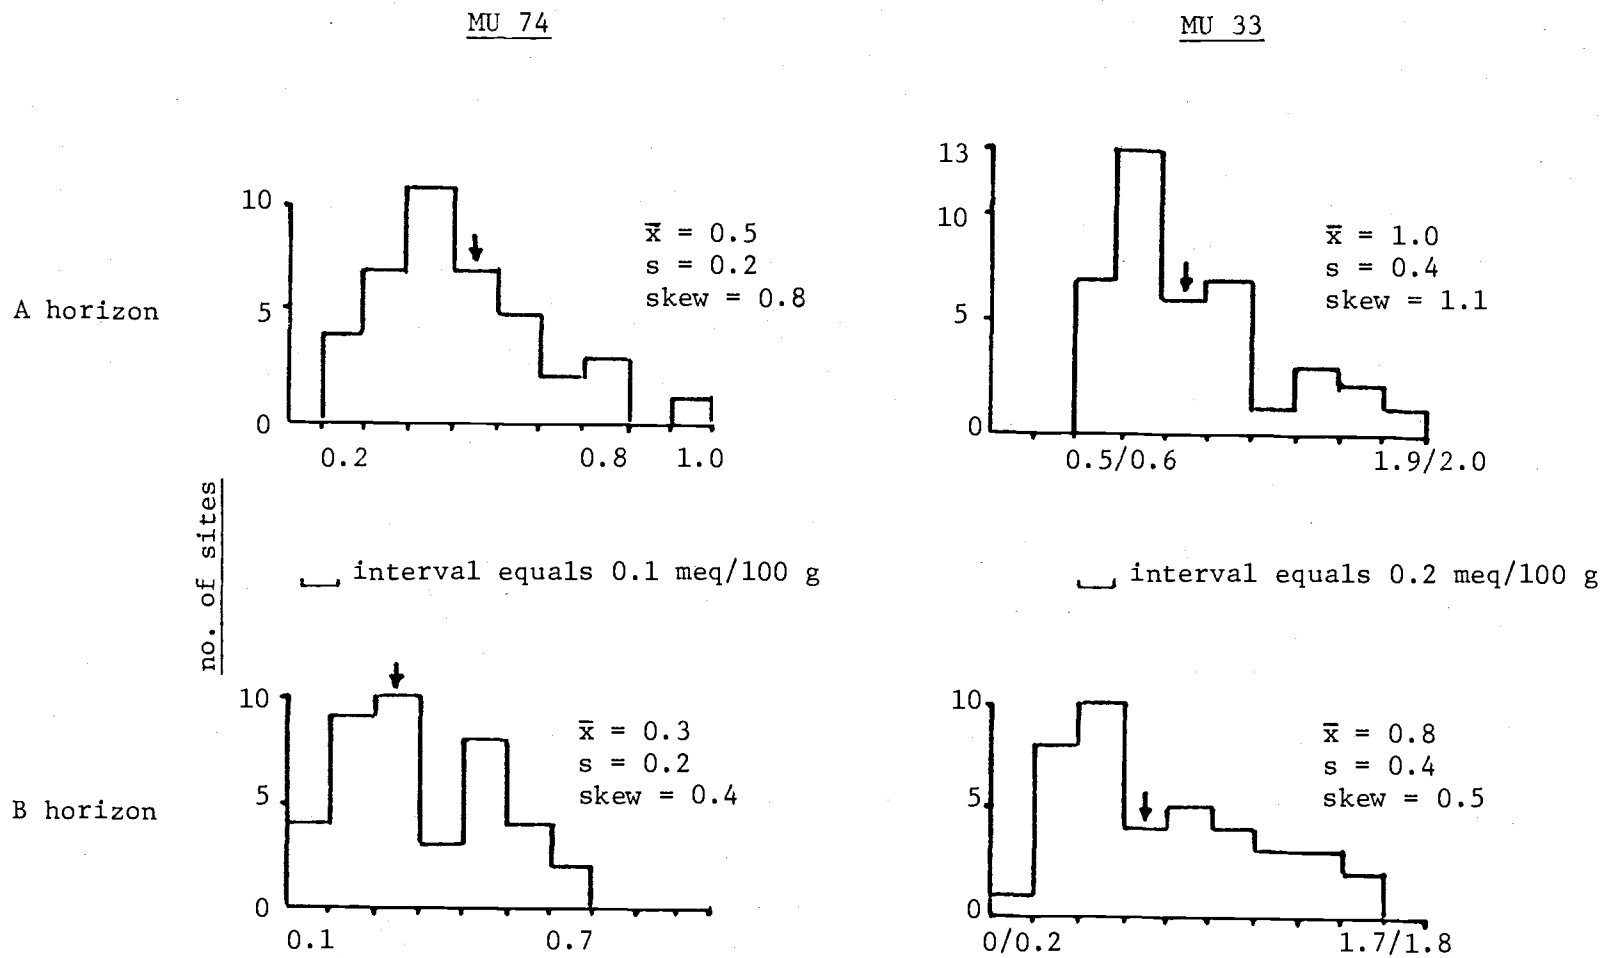 MU 74
MU 33
A horizon
10
5
0
0.2
0.8
1.0
x̄ = 0.5
s = 0.2
skew = 0.8
13
10
5
0
0.5/0.6
1.9/2.0
x̄ = 1.0
s = 0.4
skew = 1.1
no. of sites
interval equals 0.1 meq/100 g
interval equals 0.2 meq/100 g
B horizon
10
5
0
0.1
0.7
x̄ = 0.3
s = 0.2
skew = 0.4
10
5
0
0/0.2
1.7/1.8
x̄ = 0.8
s = 0.4
skew = 0.5